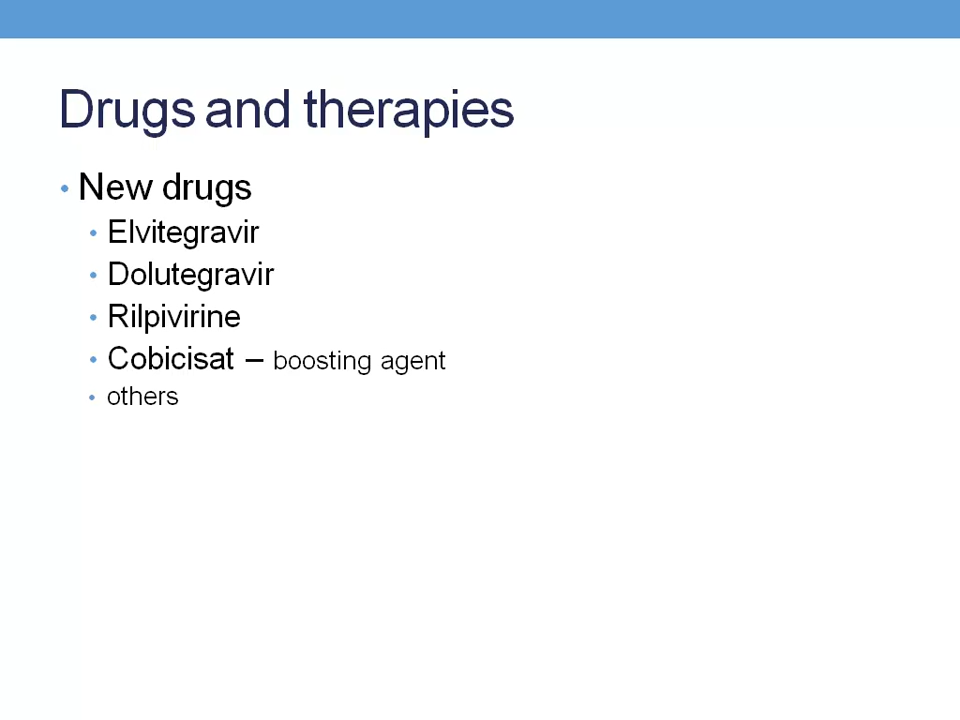 Drugs and therapies
• New drugs
• Elvitegravir
• Dolutegravir
• Rilpivirine
• Cobicisat – boosting agent
• others